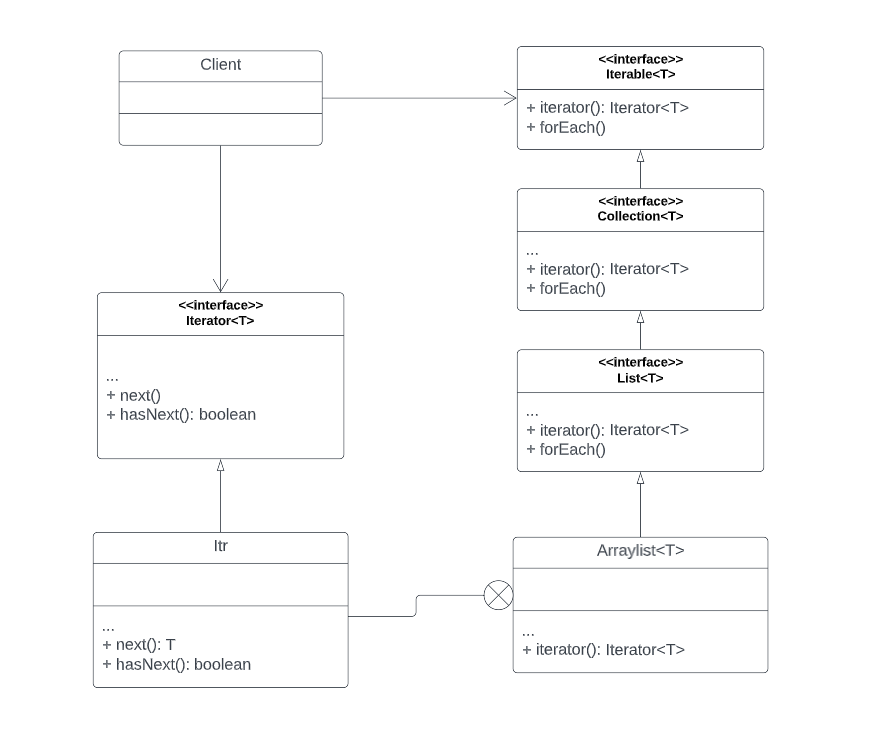 Client
<<interface>>
Iterable<T>
+ iterator(): Iterator<T>
+ forEach()
<<interface>>
Collection<T>
...
+ iterator(): Iterator<T>
+ forEach()
<<interface>>
Iterator<T>
...
+ next()
+ hasNext(): boolean
<<interface>>
List<T>
...
+ iterator(): Iterator<T>
+ forEach()
Itr
...
+ next(): T
+ hasNext(): boolean
Arraylist<T>
...
+ iterator(): Iterator<T>